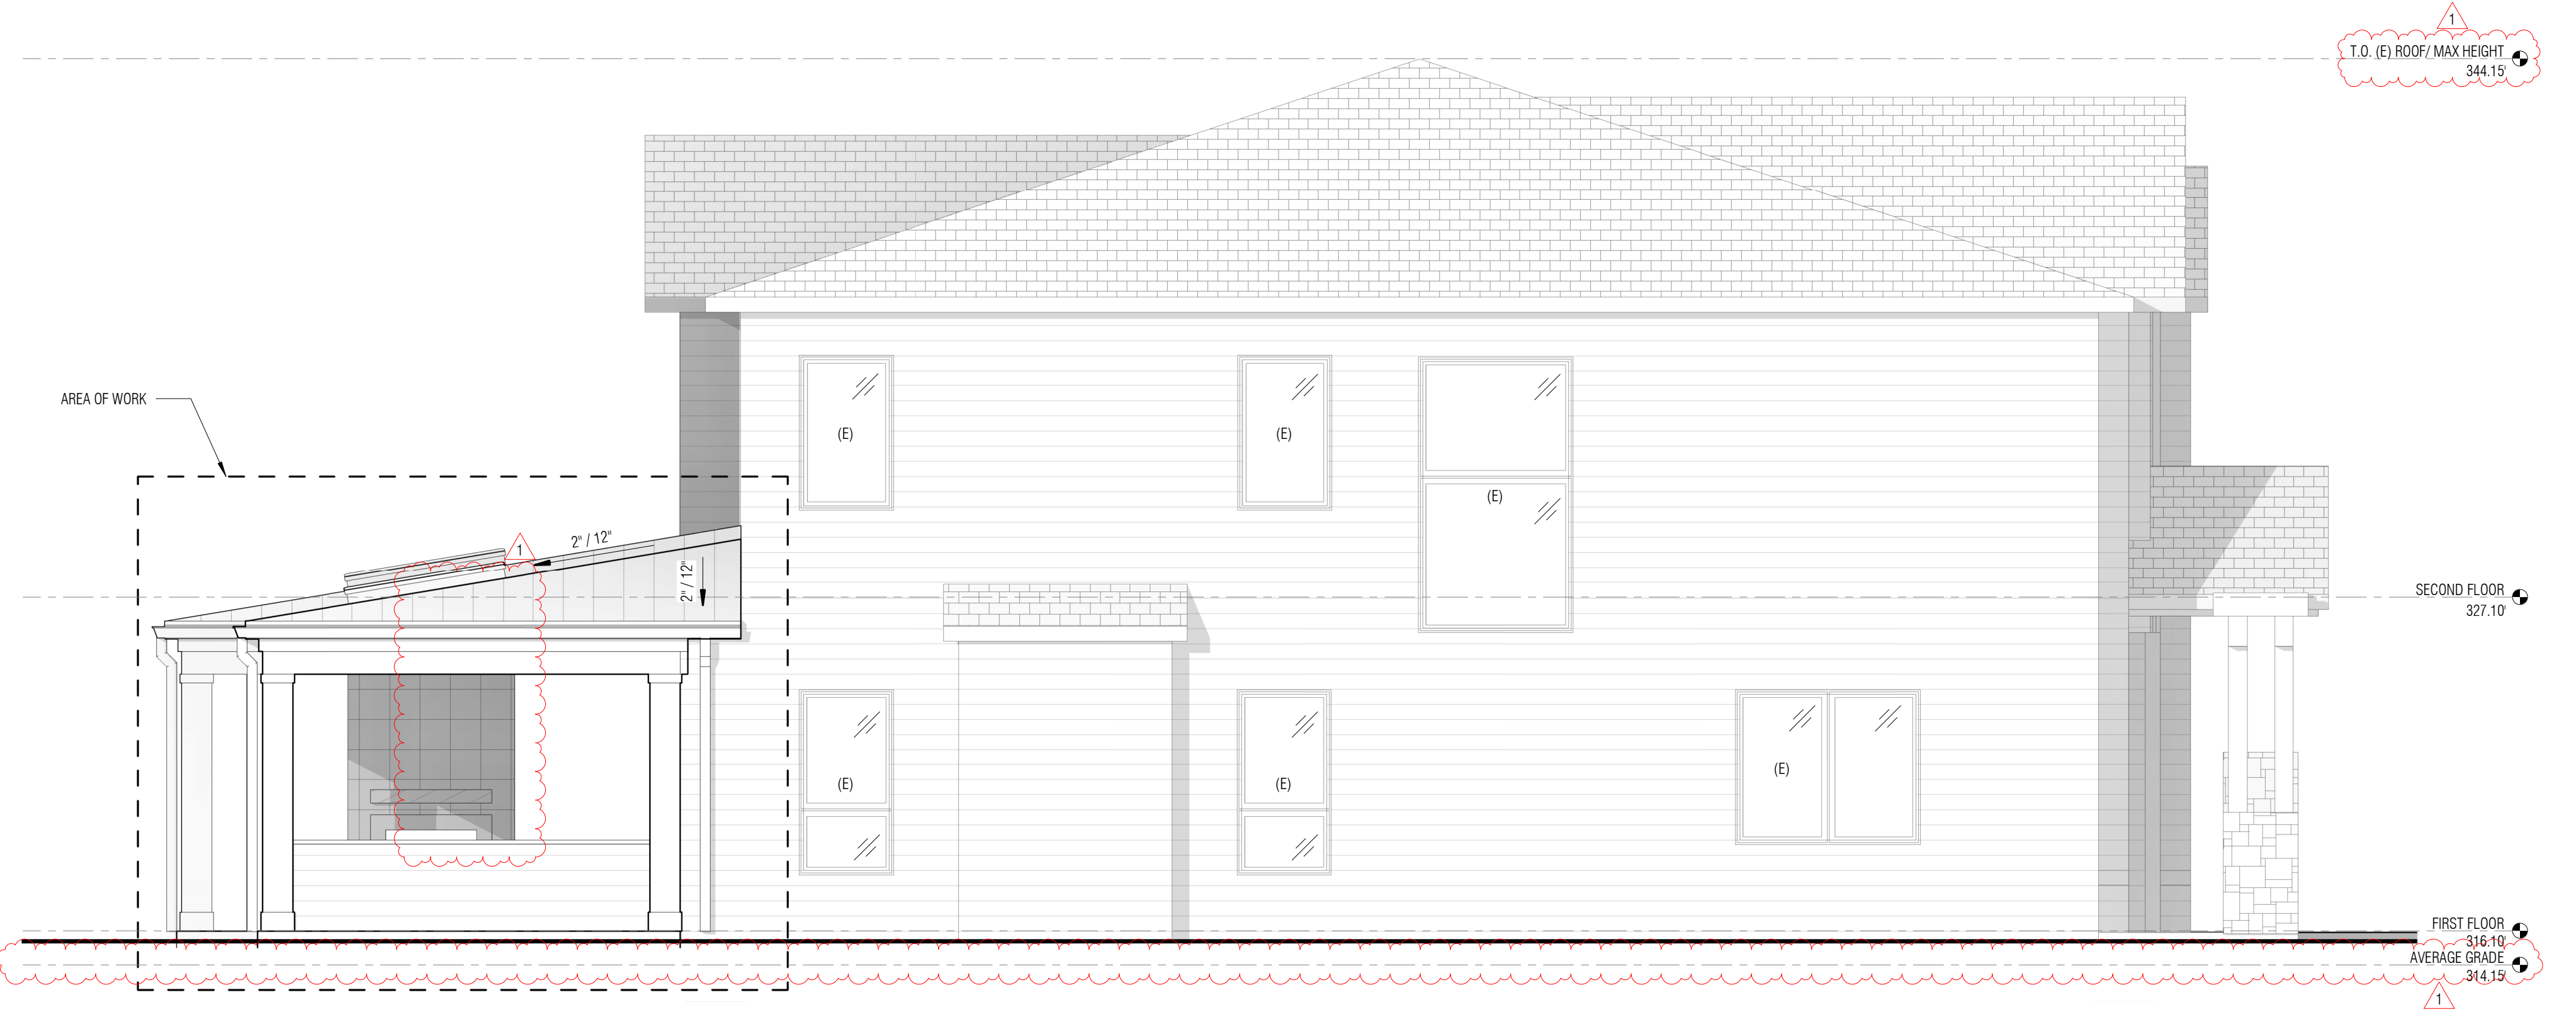 1
T.O. (E) ROOF/ MAX HEIGHT
344.15'
AREA OF WORK
(E)
(E)
(E)
1
2" / 12"
2" / 12"
SECOND FLOOR
327.10'
(E)
(E)
(E)
FIRST FLOOR
316.10'
AVERAGE GRADE
314.15'
1